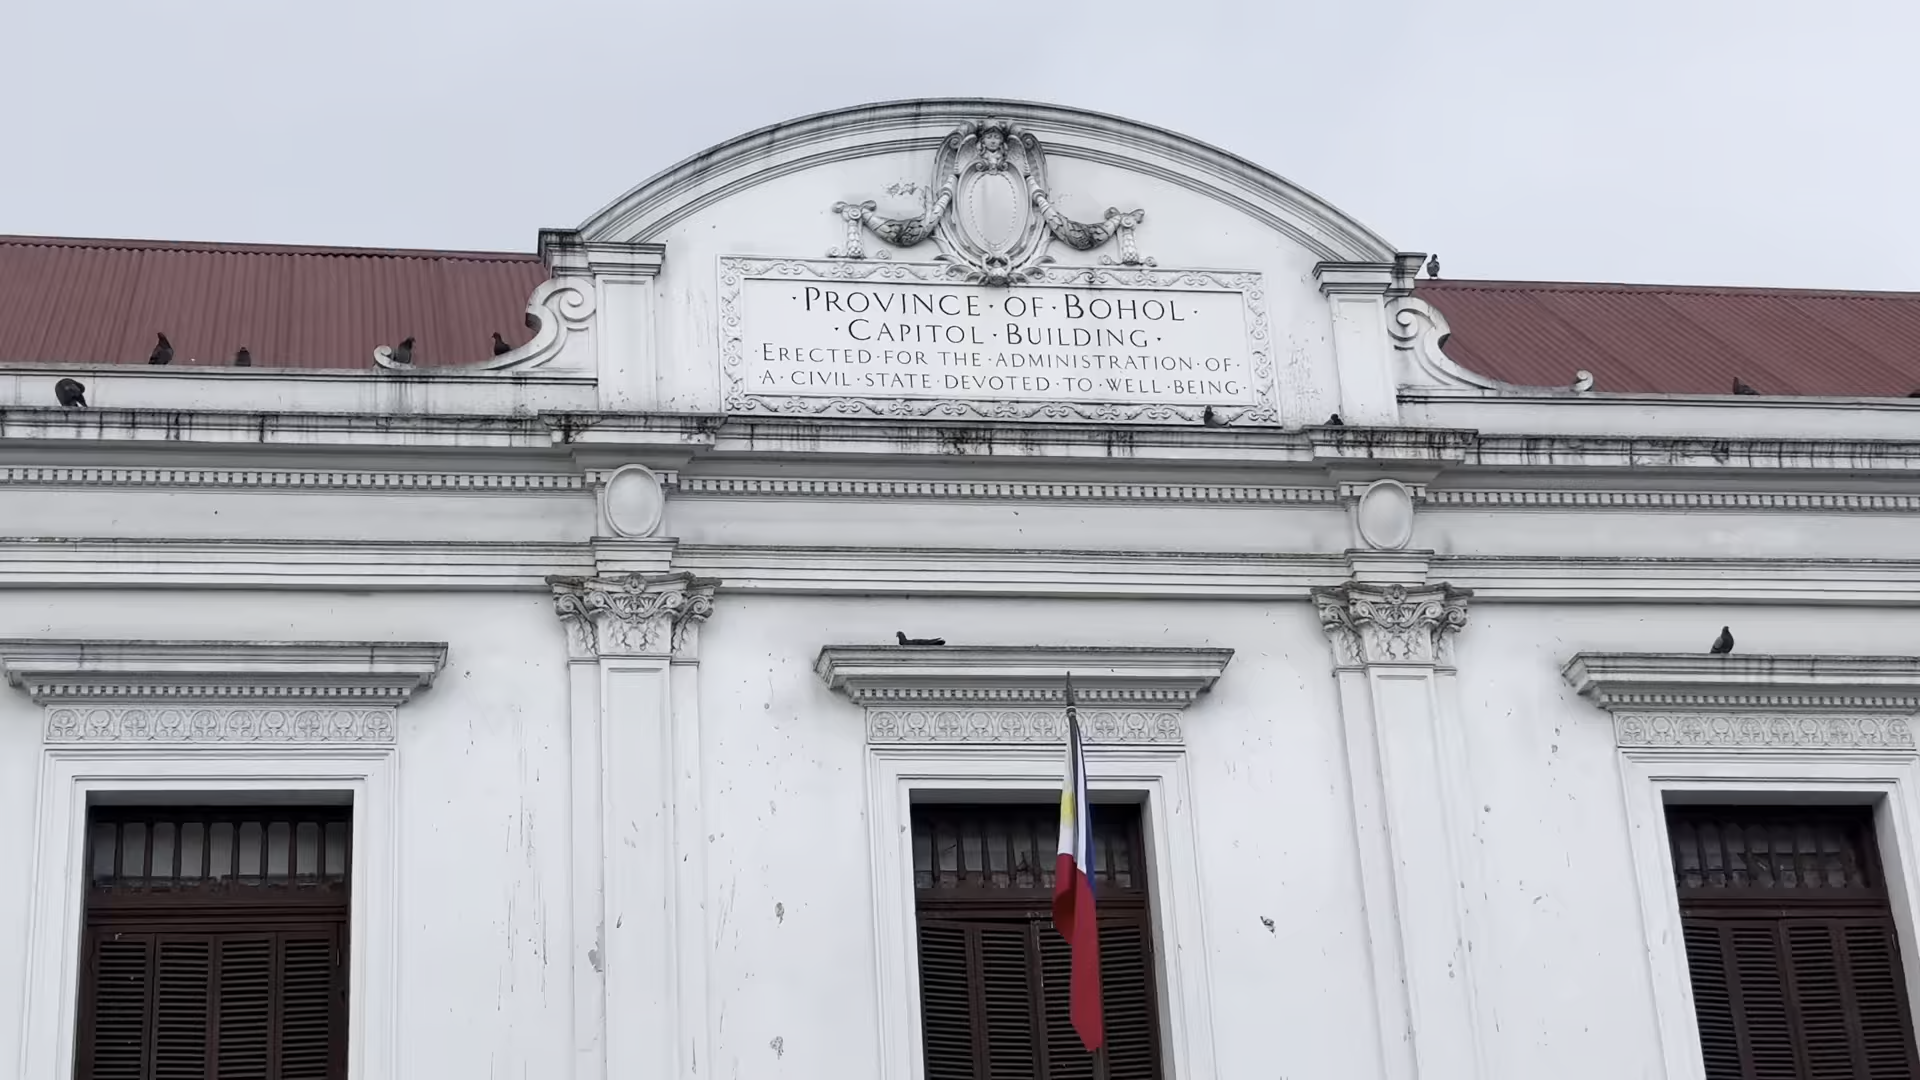 ·PROVINCE·OF·BOHOL·
·CAPITOL·BUILDING·
·ERECTED·FOR·THE·ADMINISTRATION·OF·
·A·CIVIL·STATE·DEVOTED·TO·WELL·BEING·